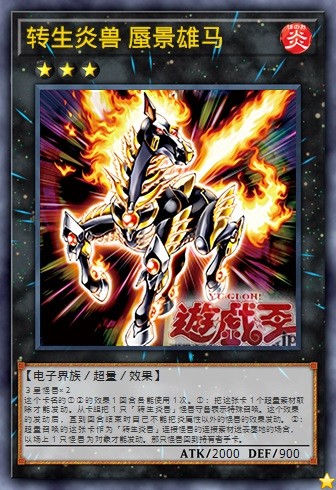 转生炎兽 蜃景雄马
炎
YU-GI-OH!
遊戯王
【电子界族／超量／效果】
３星怪兽×２
这个卡名的①②的效果１回合各能使用１次。①：把这张卡１个超量素材取
除才能发动。从卡组把１只「转生炎兽」怪兽守备表示特殊召唤。这个效果
的发动后，直到回合结束时自己不能把炎属性以外的怪兽的效果发动。②：
超量召唤的这张卡作为「转生炎兽」连接怪兽的连接素材送去墓地的场合，
以场上１只怪兽为对象才能发动。那只怪兽回到持有者手卡。
ATK/2000 DEF/900